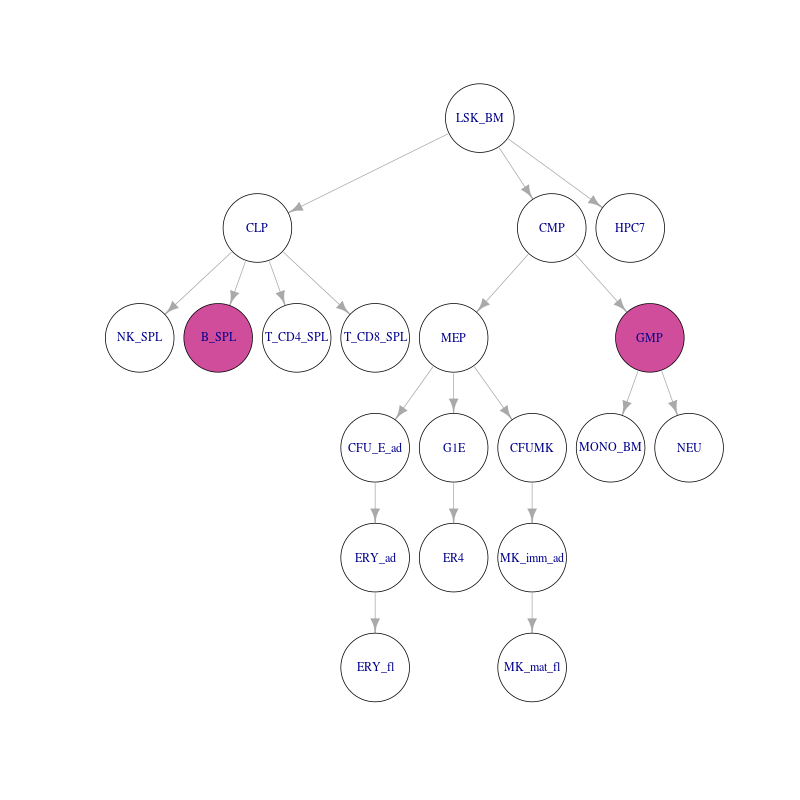 LSK_BM
CLP
CMP
HPC7
NK_SPL
B_SPL
T_CD4_SPL
T_CD8_SPL
MEP
GMP
CFU_E_ad
G1E
CFUMK
MONO_BM
NEU
ERY_ad
ER4
MK_imm_ad
ERY_fl
MK_mat_fl